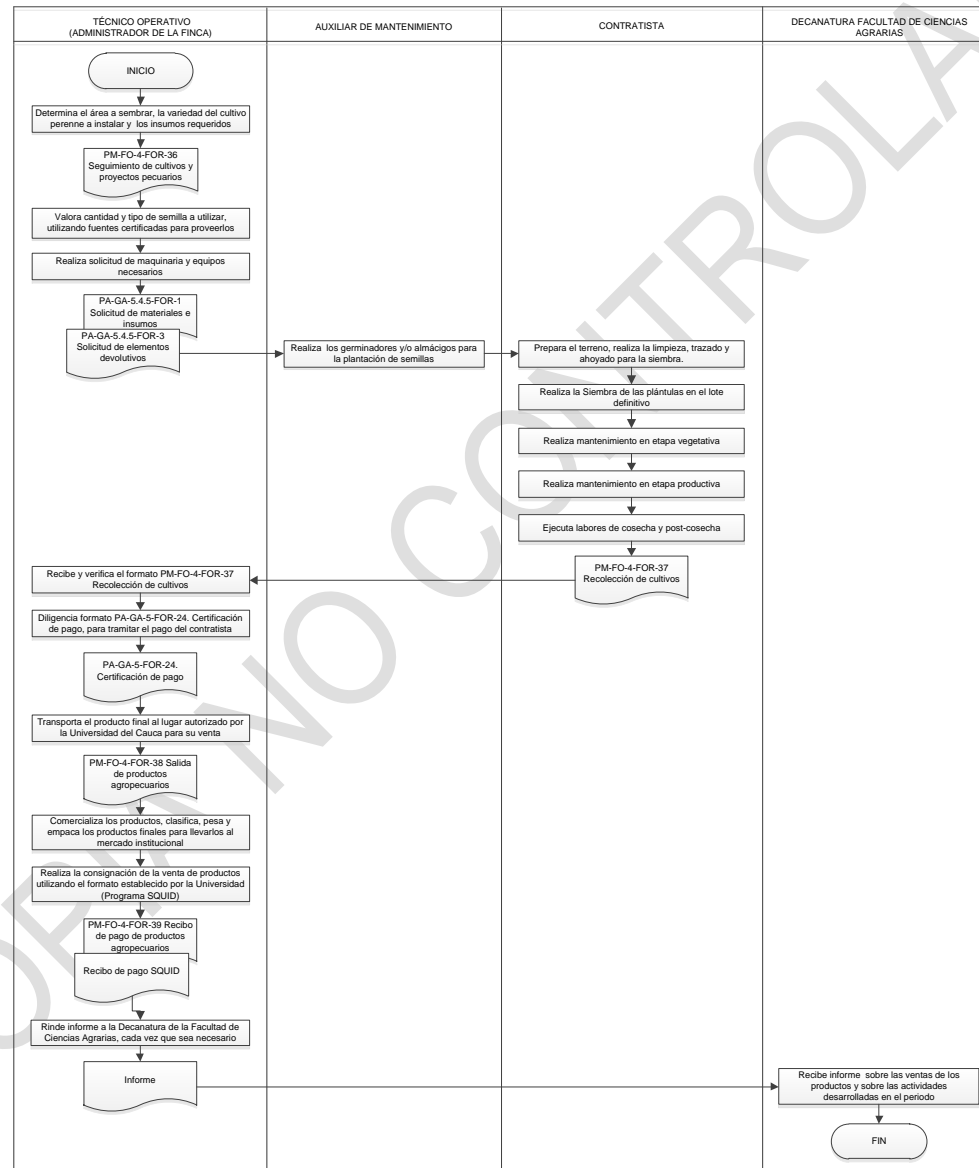 TÉCNICO OPERATIVO
(ADMINISTRADOR DE LA FINCA)
AUXILIAR DE MANTENIMIENTO
CONTRATISTA
DECANATURA FACULTAD DE CIENCIAS
AGRARIAS
INICIO
Determina el área a sembrar, la variedad del cultivo
perenne a instalar y los insumos requeridos
PM-FO-4-FOR-36
Seguimiento de cultivos y
proyectos pecuarios
Valora cantidad y tipo de semilla a utilizar,
utilizando fuentes certificadas para proveerlos
Realiza solicitud de maquinaria y equipos
necesarios
PA-GA-5.4.5-FOR-1
Solicitud de materiales e
insumos
PA-GA-5.4.5-FOR-3
Solicitud de elementos
devolutivos
Realiza los germinadores y/o almácigos para
la plantación de semillas
Prepara el terreno, realiza la limpieza, trazado y
ahoyado para la siembra.
Realiza la Siembra de las plántulas en el lote
definitivo
Realiza mantenimiento en etapa vegetativa
Realiza mantenimiento en etapa productiva
Ejecuta labores de cosecha y post-cosecha
PM-FO-4-FOR-37
Recolección de cultivos
Recibe y verifica el formato PM-FO-4-FOR-37
Recolección de cultivos
Diligencia formato PA-GA-5-FOR-24. Certificación
de pago, para tramitar el pago del contratista
PA-GA-5-FOR-24.
Certificación de pago
Transporta el producto final al lugar autorizado por
la Universidad del Cauca para su venta
PM-FO-4-FOR-38 Salida
de productos
agropecuarios
Comercializa los productos, clasifica, pesa y
empaca los productos finales para llevarlos al
mercado institucional
Realiza la consignación de la venta de productos
utilizando el formato establecido por la Universidad
(Programa SQUID)
PM-FO-4-FOR-39 Recibo
de pago de productos
agropecuarios
Recibo de pago SQUID
Rinde informe a la Decanatura de la Facultad de
Ciencias Agrarias, cada vez que sea necesario
Informe
Recibe informe sobre las ventas de los
productos y sobre las actividades
desarrolladas en el periodo
FIN
OPIA NO CONTROLA